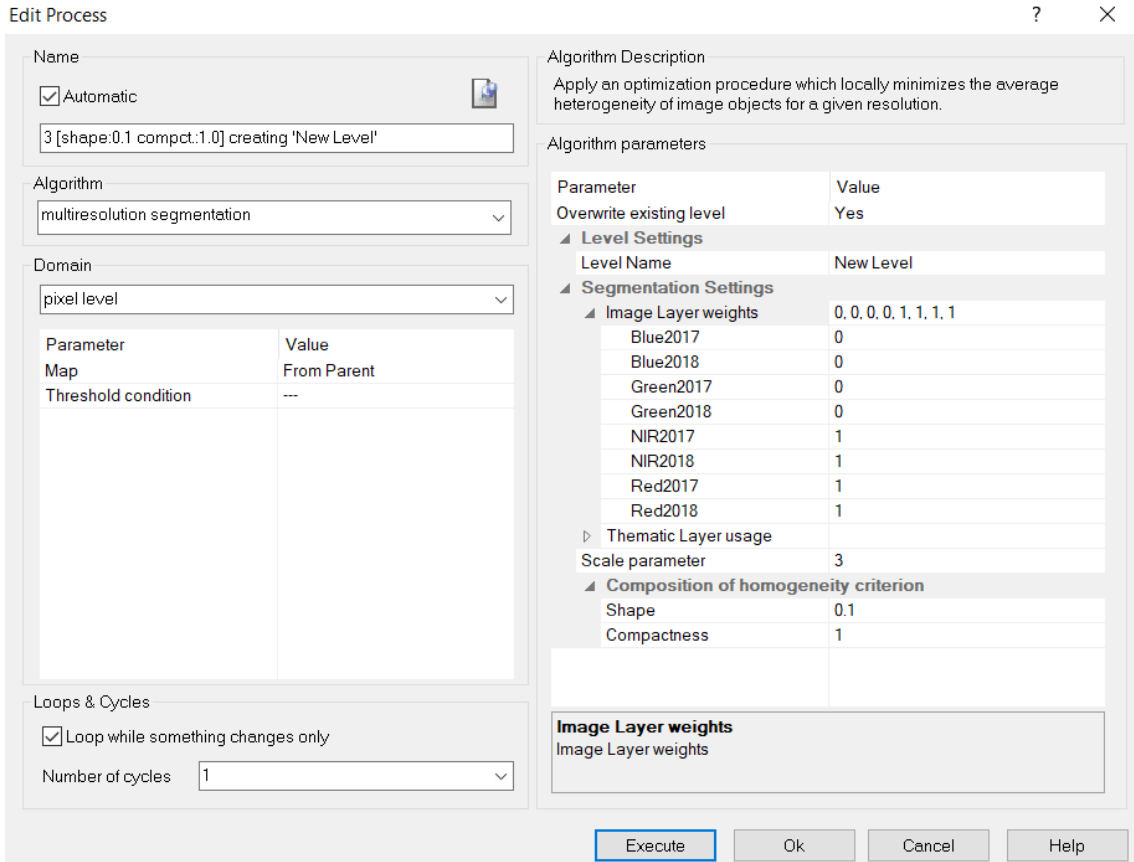 Edit Process
?
Name
Automatic
3 [shape:0.1 compct.:1.0] creating 'New Level'
Algorithm
multiresolution segmentation
Domain
pixel level
Parameter Value
Map From Parent
Threshold condition ---
Loops & Cycles
Loop while something changes only
Number of cycles 1
Algorithm Description
Apply an optimization procedure which locally minimizes the average
heterogeneity of image objects for a given resolution.
Algorithm parameters
Parameter Value
Overwrite existing level Yes
Level Settings
Level Name New Level
Segmentation Settings
Image Layer weights 0, 0, 0, 0, 1, 1, 1, 1
Blue2017 0
Blue2018 0
Green2017 0
Green2018 0
NIR2017 1
NIR2018 1
Red2017 1
Red2018 1
Thematic Layer usage
Scale parameter 3
Composition of homogeneity criterion
Shape 0.1
Compactness 1
Image Layer weights
Image Layer weights
Execute Ok Cancel Help